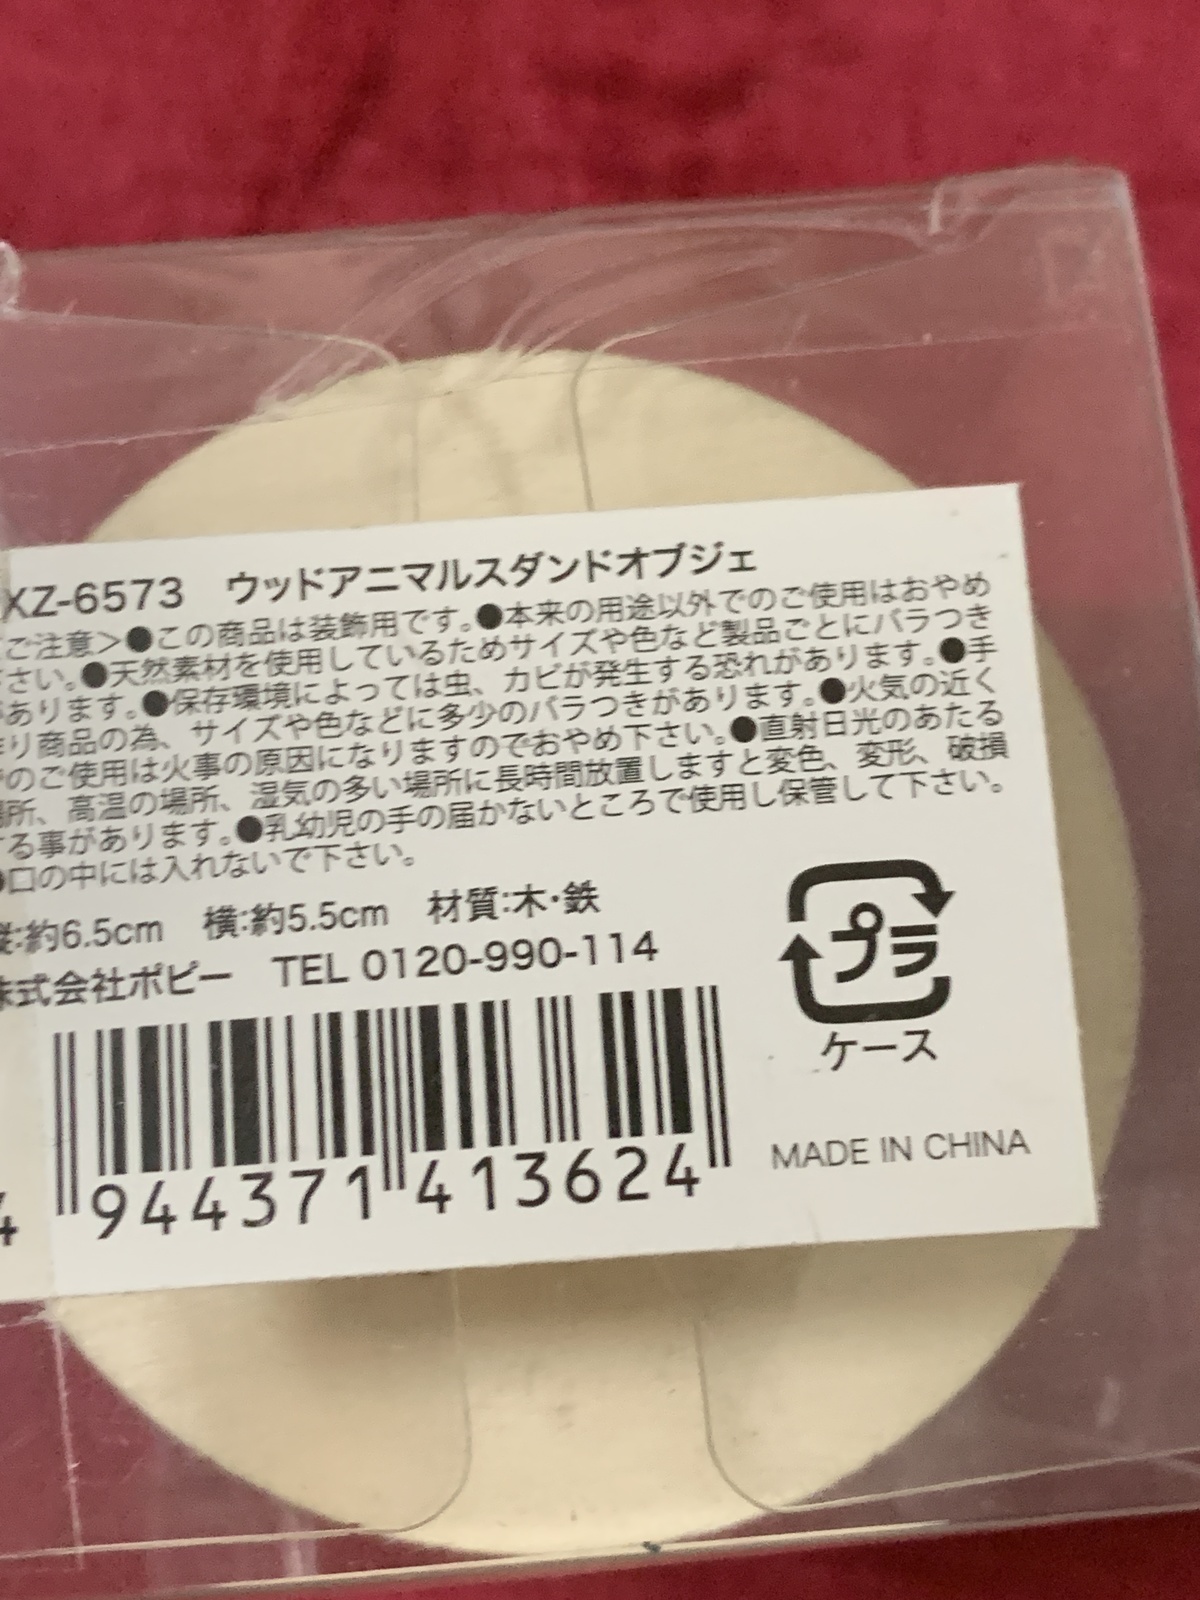 XZ-6573 ウッドアニマルスダンドオブジェ
ご注意＞●この商品は装飾用です。●本来の用途以外でのご使用はおやめ
さい。●天然素材を使用しているためサイズや色など製品ごとにバラつき
があります。●保存環境によっては虫、カビが発生する恐れがあります。●手
作り商品の為、サイズや色などに多少のバラつきがあります。●火気の近く
でのご使用は火事の原因になりますのでおやめ下さい。●直射日光のあたる
場所、高温の場所、湿気の多い場所に長時間放置しますと変色、変形、破損
する事があります。●乳幼児の手の届かないところで使用し保管して下さい。
●口の中には入れないで下さい。
縦:約6.5cm 横:約5.5cm 材質:木・鉄
株式会社ポピー TEL 0120-990-114
プラ
ケース
MADE IN CHINA
4 944371 413624